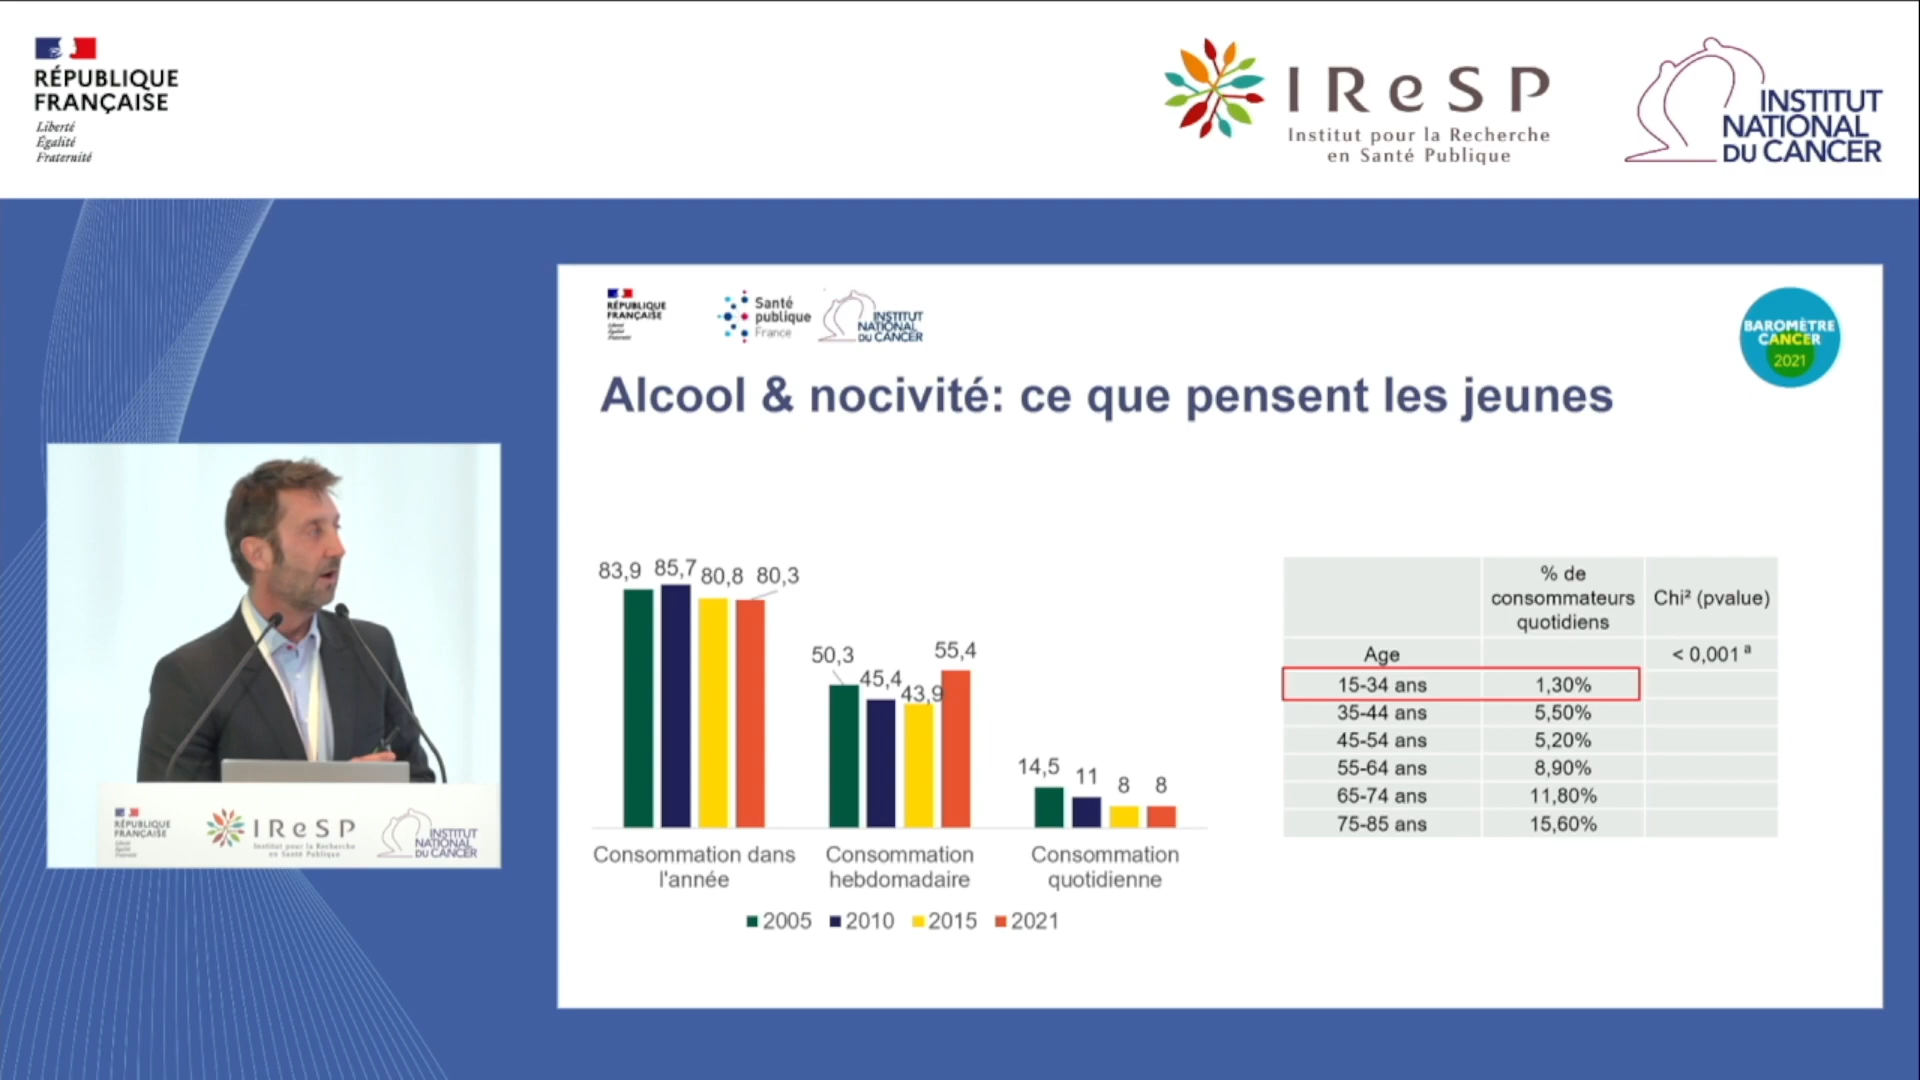 RÉPUBLIQUE
FRANÇAISE
Liberté
Égalité
Fraternité
IReSP
Institut pour la Recherche
en Santé Publique
INSTITUT
NATIONAL
DU CANCER
RÉPUBLIQUE
FRANÇAISE
Liberté
Égalité
Fraternité
Santé
publique
France
INSTITUT
NATIONAL
DU CANCER
BAROMÈTRE
CANCER
2021
Alcool & nocivité: ce que pensent les jeunes
83,9 85,7 80,8 80,3
50,3 45,4 43,9 55,4
14,5 11 8 8
Consommation dans
l'année
Consommation
hebdomadaire
Consommation
quotidienne
2005 2010 2015 2021
% de
consommateurs
quotidiens
Chi² (pvalue)
Age < 0,001 ª
15-34 ans 1,30%
35-44 ans 5,50%
45-54 ans 5,20%
55-64 ans 8,90%
65-74 ans 11,80%
75-85 ans 15,60%
RÉPUBLIQUE
FRANÇAISE
IReSP
Institut pour la Recherche
en Santé Publique
INSTITUT
NATIONAL
DU CANCER